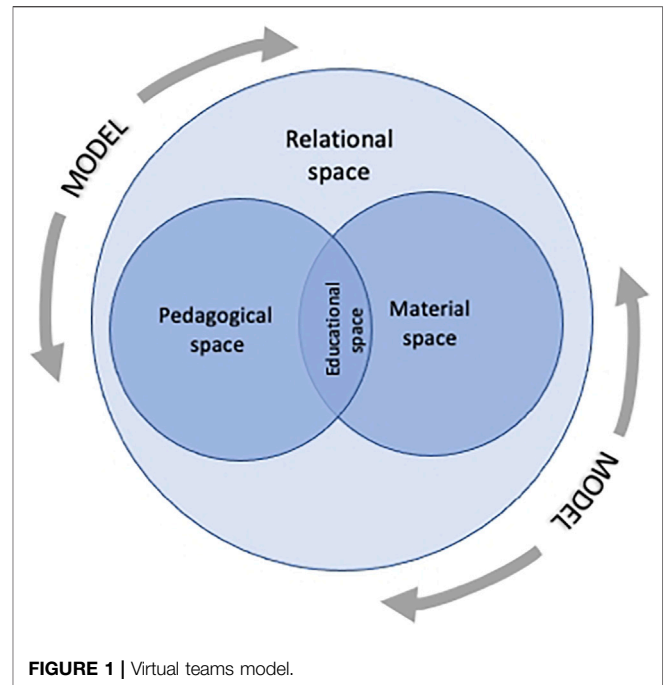 MODEL
Relational
space
Pedagogical
space
Educational
space
Material
space
MODEL
FIGURE 1 | Virtual teams model.